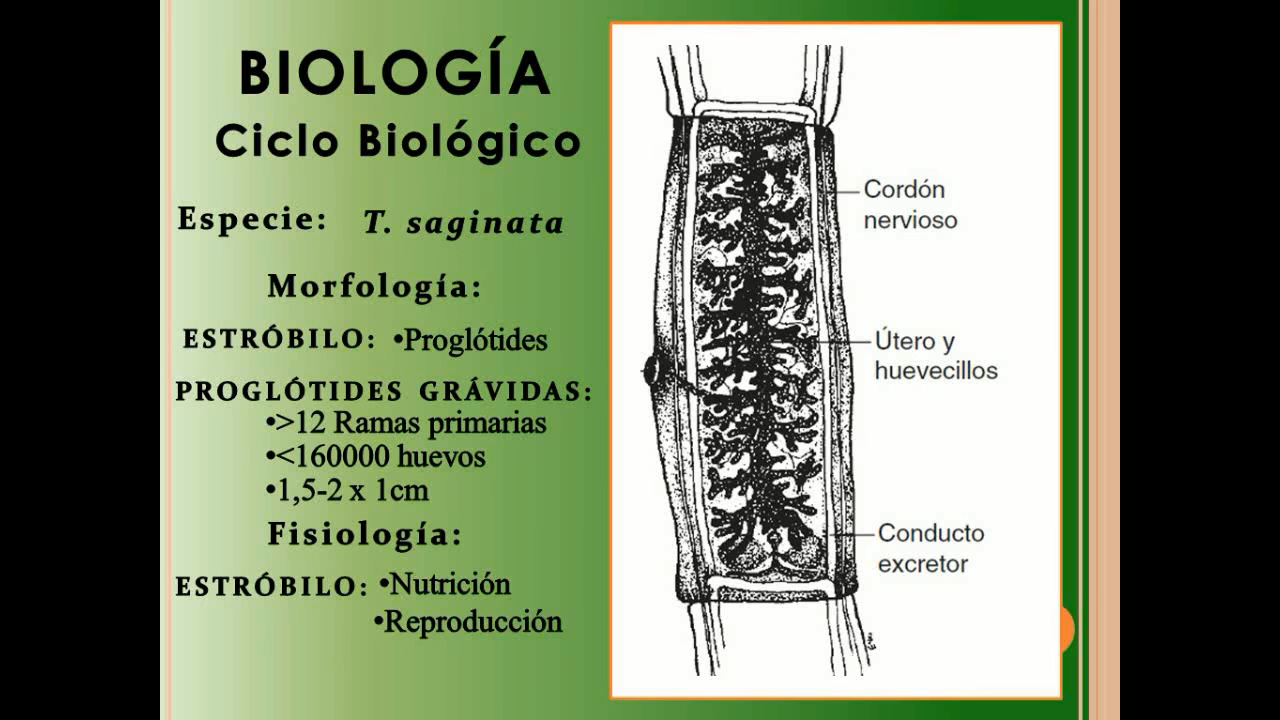 BIOLOGÍA
Ciclo Biológico
Especie: T. saginata
Morfología:
ESTRÓBILO: •Proglótides
PROGLÓTIDES GRÁVIDAS:
•>12 Ramas primarias
•<160000 huevos
•1,5-2 x 1cm
Fisiología:
ESTRÓBILO: •Nutrición
•Reproducción
Cordón
nervioso
Útero y
huevecillos
Conducto
excretor